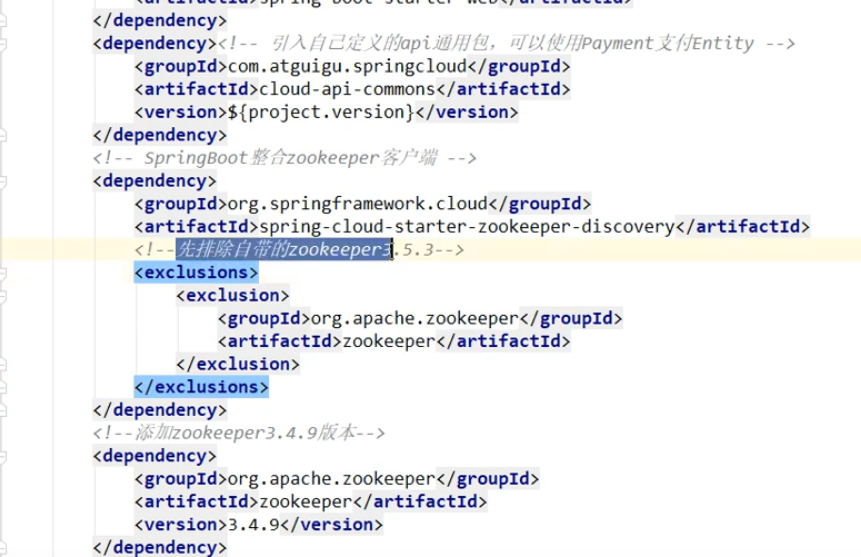 <artifactId>spring-boot-starter-web</artifactId>
</dependency>
<dependency><!-- 引入自己定义的api通用包，可以使用Payment支付Entity -->
<groupId>com.atguigu.springcloud</groupId>
<artifactId>cloud-api-commons</artifactId>
<version>${project.version}</version>
</dependency>
<!-- SpringBoot整合zookeeper客户端 -->
<dependency>
<groupId>org.springframework.cloud</groupId>
<artifactId>spring-cloud-starter-zookeeper-discovery</artifactId>
<!--先排除自带的zookeeper3.5.3-->
<exclusions>
<exclusion>
<groupId>org.apache.zookeeper</groupId>
<artifactId>zookeeper</artifactId>
</exclusion>
</exclusions>
</dependency>
<!--添加zookeeper3.4.9版本-->
<dependency>
<groupId>org.apache.zookeeper</groupId>
<artifactId>zookeeper</artifactId>
<version>3.4.9</version>
</dependency>